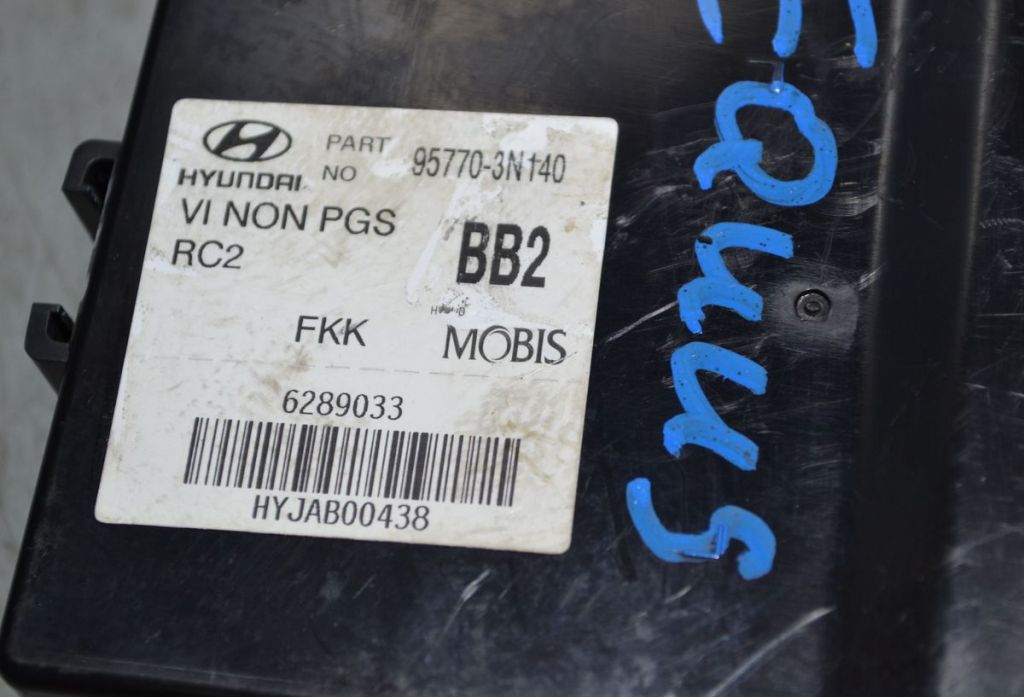 HYUNDAI
PART
NO
95770-3N140
VI NON PGS
RC2
BB2
FKK
MOBIS
6289033
HYJAB00438
EQUUS